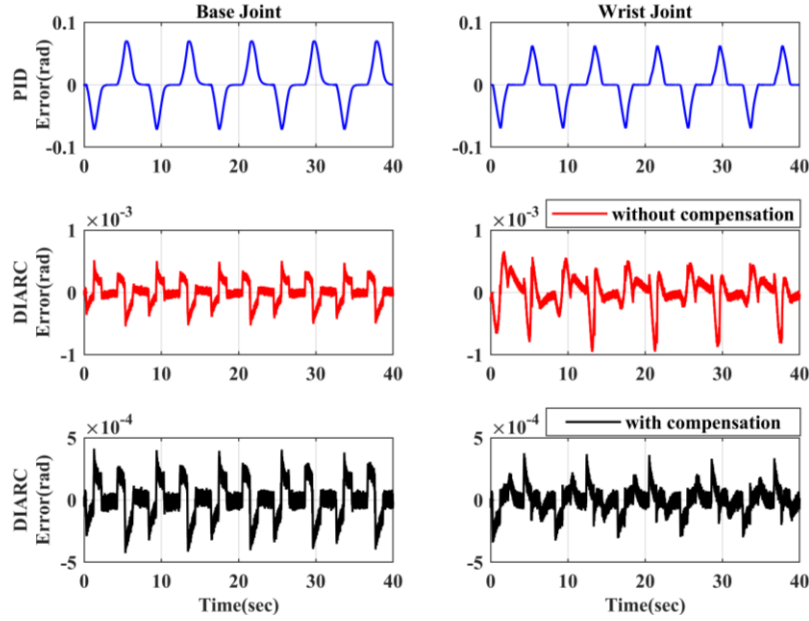 Base Joint
Wrist Joint
PID
Error(rad)
0.1
0
-0.1
0 10 20 30 40
0.1
0
-0.1
0 10 20 30 40
×10-3
DIARC
Error(rad)
1
0
-1
0 10 20 30 40
×10-3
without compensation
1
0
-1
0 10 20 30 40
×10-4
DIARC
Error(rad)
5
0
-5
0 10 20 30 40
Time(sec)
×10-4
with compensation
5
0
-5
0 10 20 30 40
Time(sec)